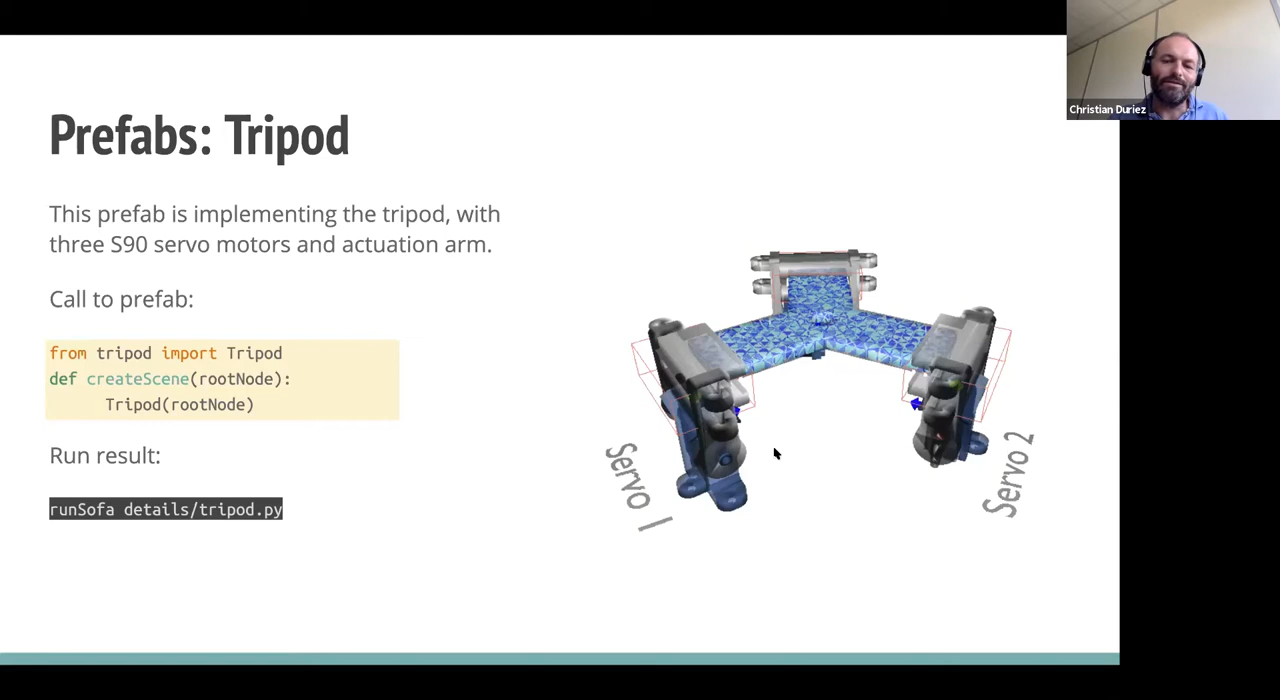 Christian Duriez
Prefabs: Tripod
This prefab is implementing the tripod, with
three S90 servo motors and actuation arm.
Call to prefab:
from tripod import Tripod
def createScene(rootNode):
Tripod(rootNode)
Run result:
runSofa details/tripod.py
Servo 1
Servo 2